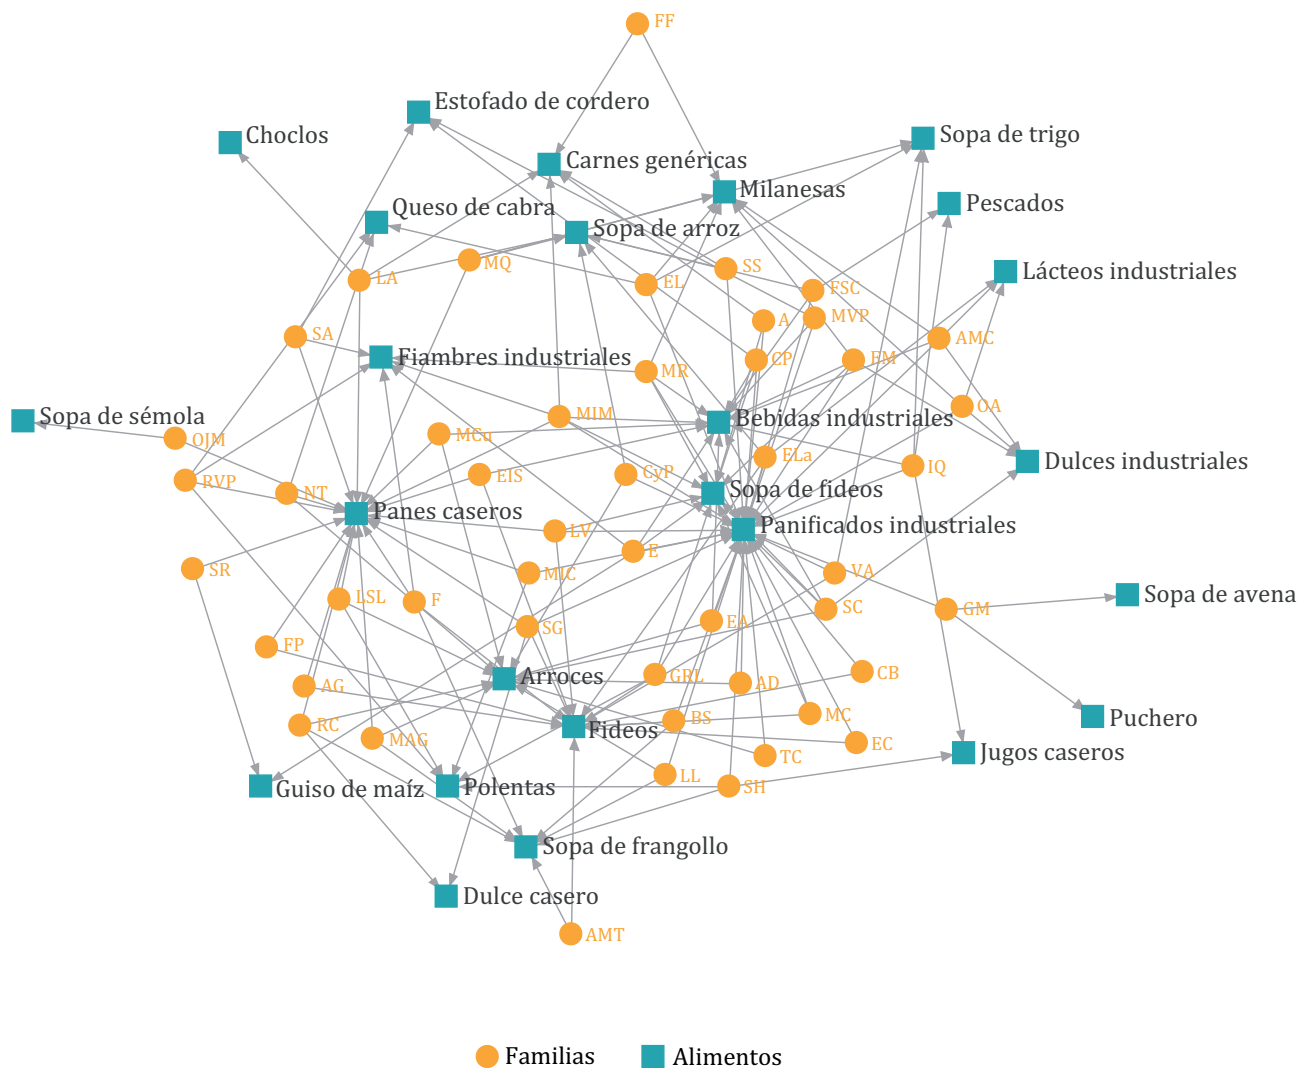 FF
Estofado de cordero
Choclos
Sopa de trigo
Carnes genéricas
Milanesas
Pescados
Queso de cabra
Sopa de arroz
MQ
SS
Lácteos industriales
LA
EL
FSC
MVP
A
SA
AMC
Fiambres industriales
CP
EM
MR
OA
Sopa de sémola
MIM
Bebidas industriales
OJM
MCu
ELa
Dulces industriales
IQ
RVP
EIS
CyP
NT
Sopa de fideos
Panes caseros
Panificados industriales
LV
E
SR
MIC
VA
Sopa de avena
LSL
F
SC
GM
SG
EA
FP
CB
Arroces
GRL
AD
AG
MC
Puchero
RC
BS
Fideos
MAG
EC
Jugos caseros
TC
LL
Guiso de maíz
Polentas
SH
Sopa de frangollo
Dulce casero
AMT
Familias
Alimentos